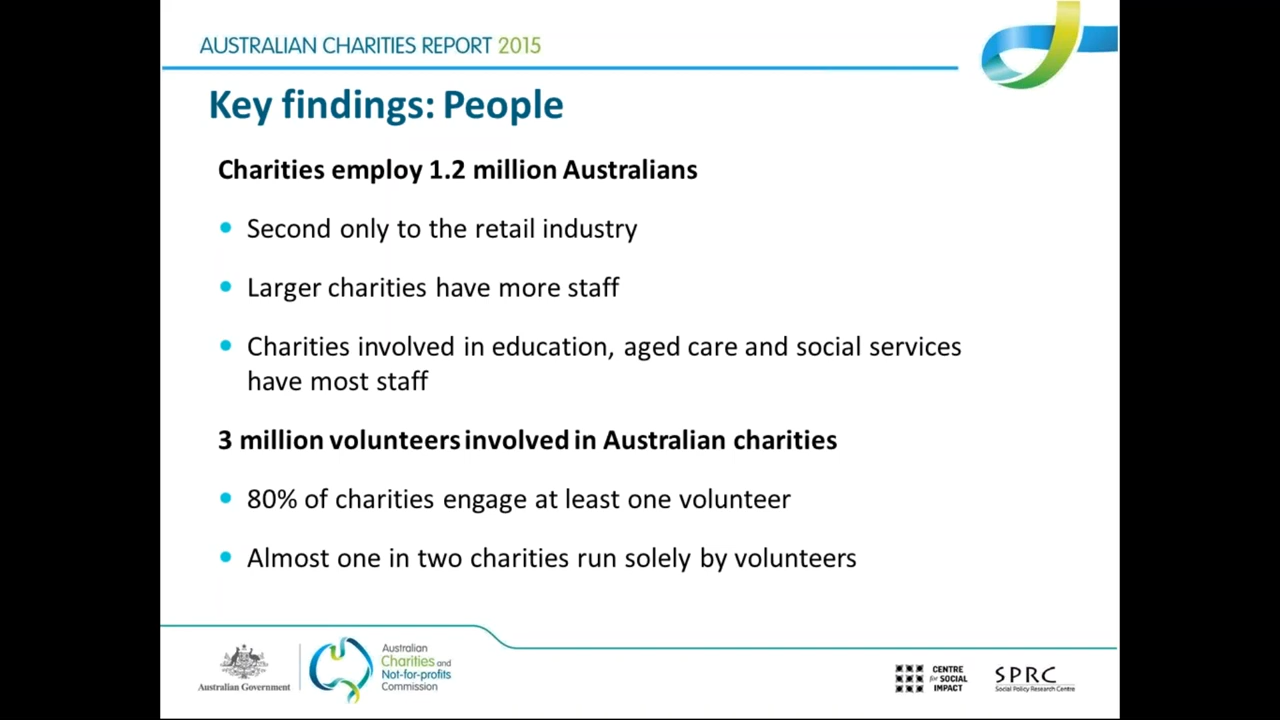 AUSTRALIAN CHARITIES REPORT 2015
Key findings: People
Charities employ 1.2 million Australians
Second only to the retail industry
Larger charities have more staff
Charities involved in education, aged care and social services
have most staff
3 million volunteers involved in Australian charities
80% of charities engage at least one volunteer
Almost one in two charities run solely by volunteers
Australian Government
Australian
Charities and
Not-for-profits
Commission
CENTRE
for SOCIAL
IMPACT
SPRC
Social Policy Research Centre